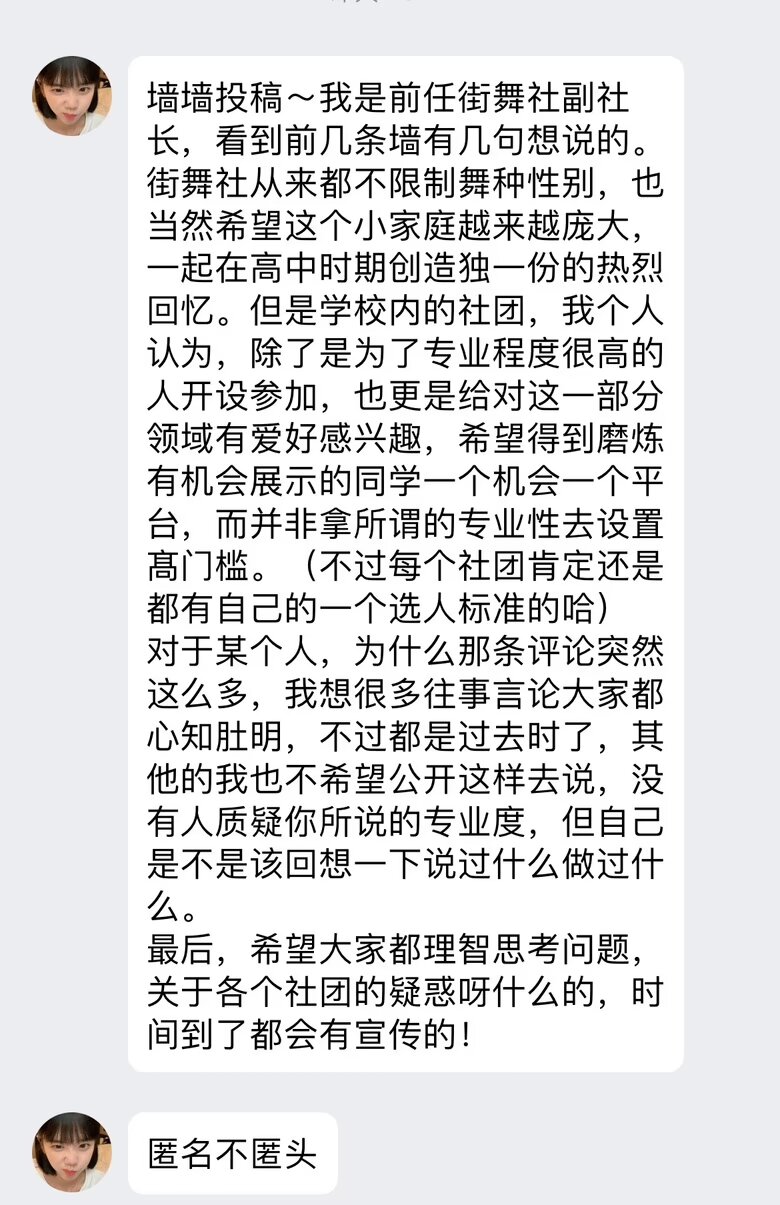 墙墙投稿～我是前任街舞社副社
长，看到前几条墙有几句想说的。
街舞社从来都不限制舞种性别，也
当然希望这个小家庭越来越庞大，
一起在高中时期创造独一份的热烈
回忆。但是学校内的社团，我个人
认为，除了是为了专业程度很高的
人开设参加，也更是给对这一部分
领域有爱好感兴趣，希望得到磨炼
有机会展示的同学一个机会一个平
台，而并非拿所谓的专业性去设置
髙门槛。（不过每个社团肯定还是
都有自己的一个选人标准的哈）
对于某个人，为什么那条评论突然
这么多，我想很多往事言论大家都
心知肚明，不过都是过去时了，其
他的我也不希望公开这样去说，没
有人质疑你所说的专业度，但自己
是不是该回想一下说过什么做过什
么。
最后，希望大家都理智思考问题，
关于各个社团的疑惑呀什么的，时
间到了都会有宣传的！
匿名不匿头